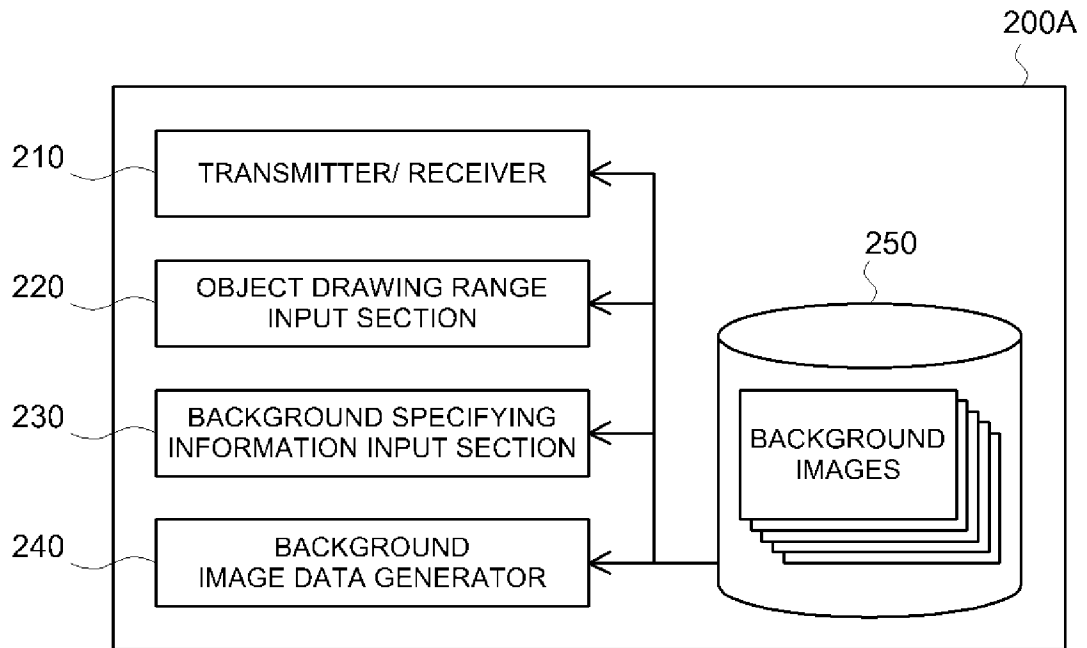 200A
210
TRANSMITTER/ RECEIVER
220
OBJECT DRAWING RANGE
INPUT SECTION
250
230
BACKGROUND SPECIFYING
INFORMATION INPUT SECTION
BACKGROUND
IMAGES
240
BACKGROUND
IMAGE DATA GENERATOR